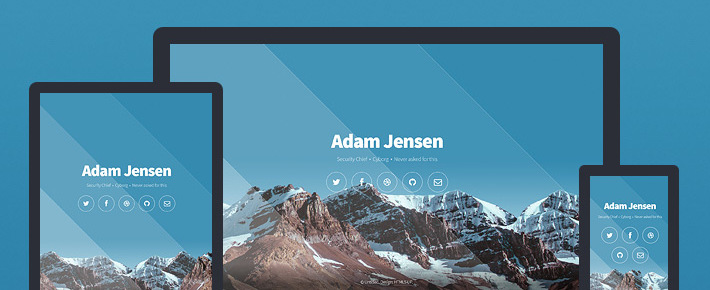 Adam Jensen
Security Chief • Cyborg • Never asked for this
Adam Jensen
Security Chief • Cyborg • Never asked for this
© Untitled. Design: HTML5 UP.
Adam Jensen
Security Chief • Cyborg • Never asked for this